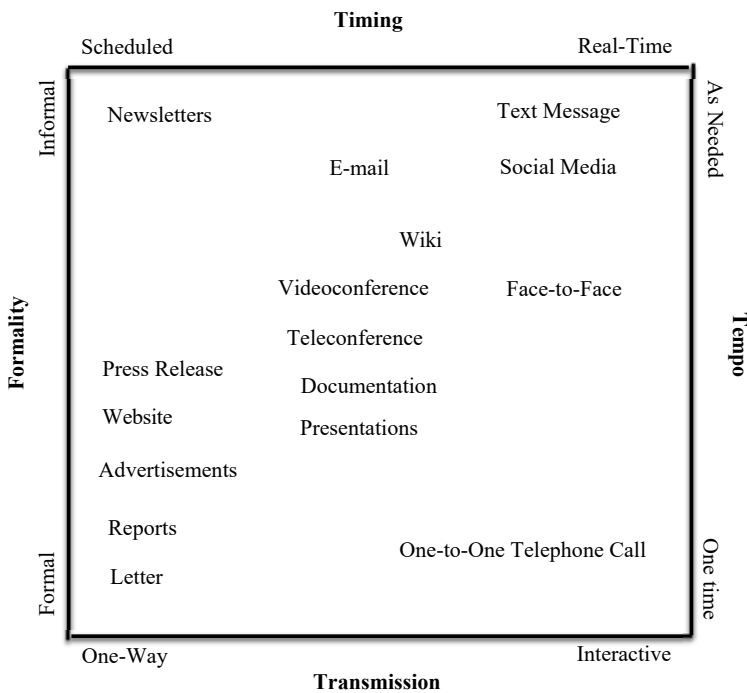 Timing
Scheduled
Real-Time
Informal
As Needed
Newsletters
Text Message
E-mail
Social Media
Wiki
Videoconference
Face-to-Face
Formality
Tempo
Teleconference
Press Release
Documentation
Website
Presentations
Advertisements
Reports
One-to-One Telephone Call
Letter
Formal
One time
One-Way
Interactive
Transmission